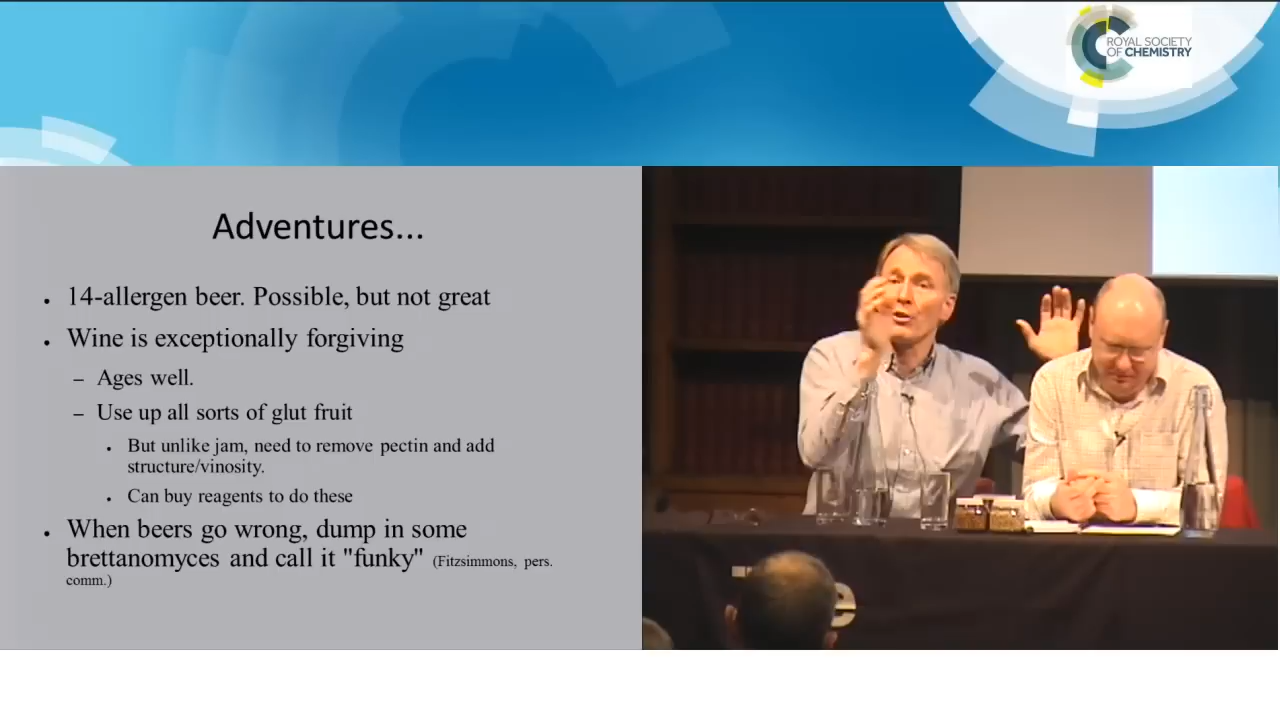 ROYAL SOCIETY
OF CHEMISTRY
Adventures...
• 14-allergen beer. Possible, but not great
• Wine is exceptionally forgiving
– Ages well.
– Use up all sorts of glut fruit
• But unlike jam, need to remove pectin and add
structure/vinosity.
• Can buy reagents to do these
• When beers go wrong, dump in some
brettanomyces and call it "funky" (Fitzsimmons, pers.
comm.)